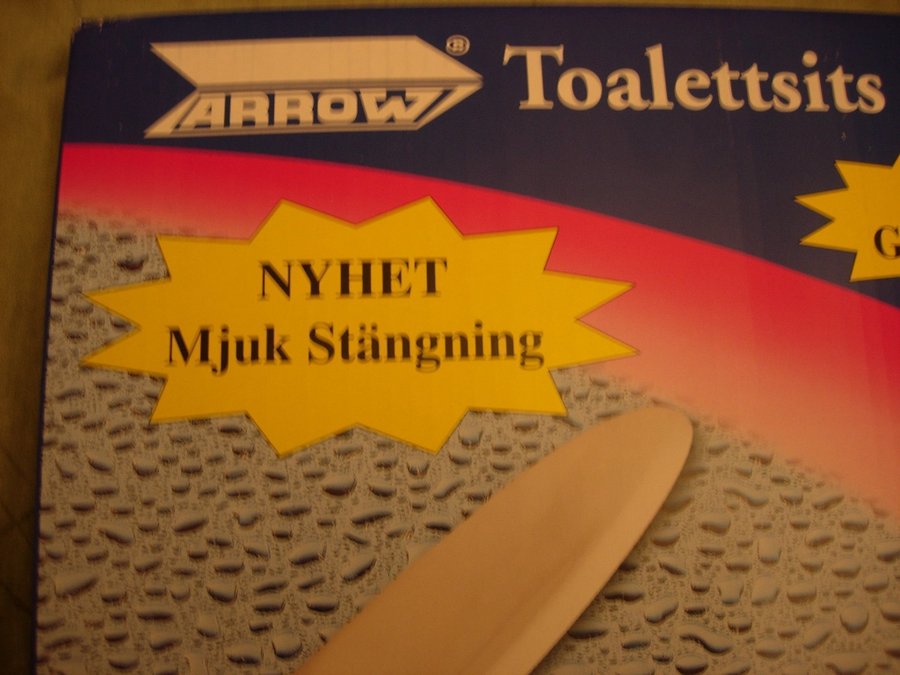 ARROW®
Toalettsits
NYHET
Mjuk Stängning
G